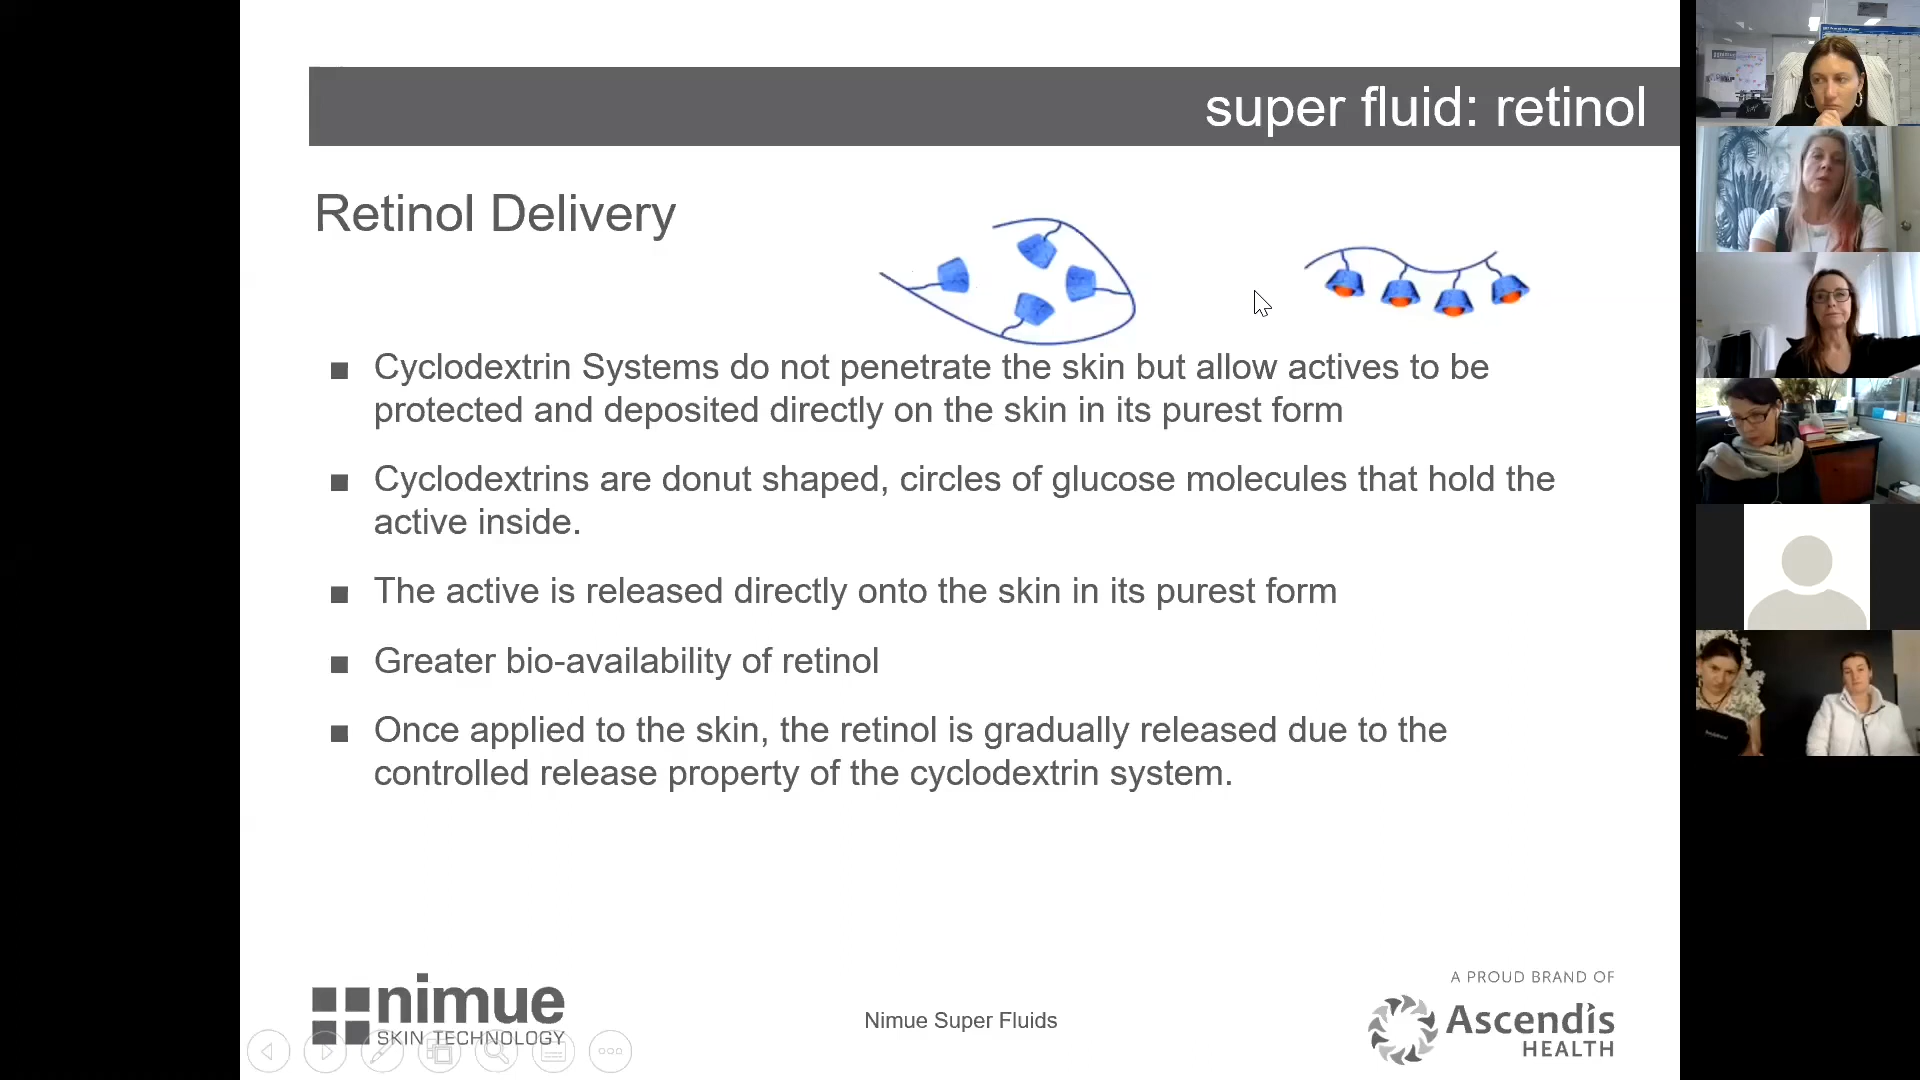 super fluid: retinol
Retinol Delivery
Cyclodextrin Systems do not penetrate the skin but allow actives to be
protected and deposited directly on the skin in its purest form
Cyclodextrins are donut shaped, circles of glucose molecules that hold the
active inside.
The active is released directly onto the skin in its purest form
Greater bio-availability of retinol
Once applied to the skin, the retinol is gradually released due to the
controlled release property of the cyclodextrin system.
nimue
SKIN TECHNOLOGY
Nimue Super Fluids
A PROUD BRAND OF
Ascendis
HEALTH